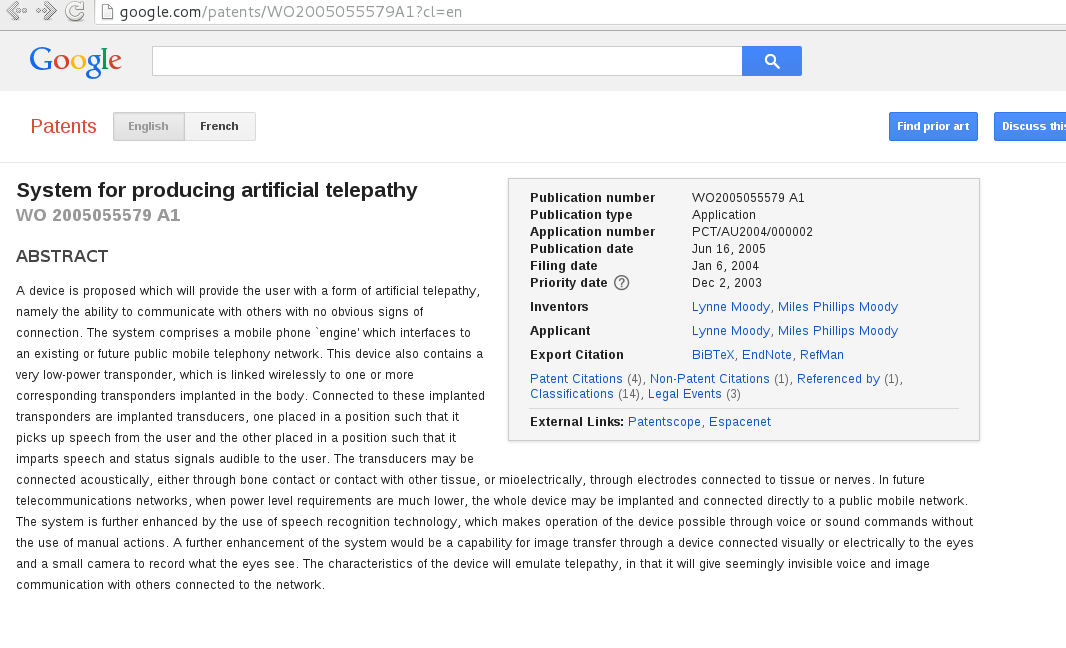 google.com/patents/WO2005055579A1?cl=en
Google
Patents
English
French
Find prior art
Discuss this
System for producing artificial telepathy
WO 2005055579 A1
ABSTRACT
A device is proposed which will provide the user with a form of artificial telepathy,
namely the ability to communicate with others with no obvious signs of
connection. The system comprises a mobile phone `engine' which interfaces to
an existing or future public mobile telephony network. This device also contains a
very low-power transponder, which is linked wirelessly to one or more
corresponding transponders implanted in the body. Connected to these implanted
transponders are implanted transducers, one placed in a position such that it
picks up speech from the user and the other placed in a position such that it
imparts speech and status signals audible to the user. The transducers may be
connected acoustically, either through bone contact or contact with other tissue, or mioelectrically, through electrodes connected to tissue or nerves. In future
telecommunications networks, when power level requirements are much lower, the whole device may be implanted and connected directly to a public mobile network.
The system is further enhanced by the use of speech recognition technology, which makes operation of the device possible through voice or sound commands without
the use of manual actions. A further enhancement of the system would be a capability for image transfer through a device connected visually or electrically to the eyes
and a small camera to record what the eyes see. The characteristics of the device will emulate telepathy, in that it will give seemingly invisible voice and image
communication with others connected to the network.
Publication number WO2005055579 A1
Publication type Application
Application number PCT/AU2004/000002
Publication date Jun 16, 2005
Filing date Jan 6, 2004
Priority date ? Dec 2, 2003
Inventors Lynne Moody, Miles Phillips Moody
Applicant Lynne Moody, Miles Phillips Moody
Export Citation BiBTeX, EndNote, RefMan
Patent Citations (4), Non-Patent Citations (1), Referenced by (1),
Classifications (14), Legal Events (3)
External Links: Patentscope, Espacenet